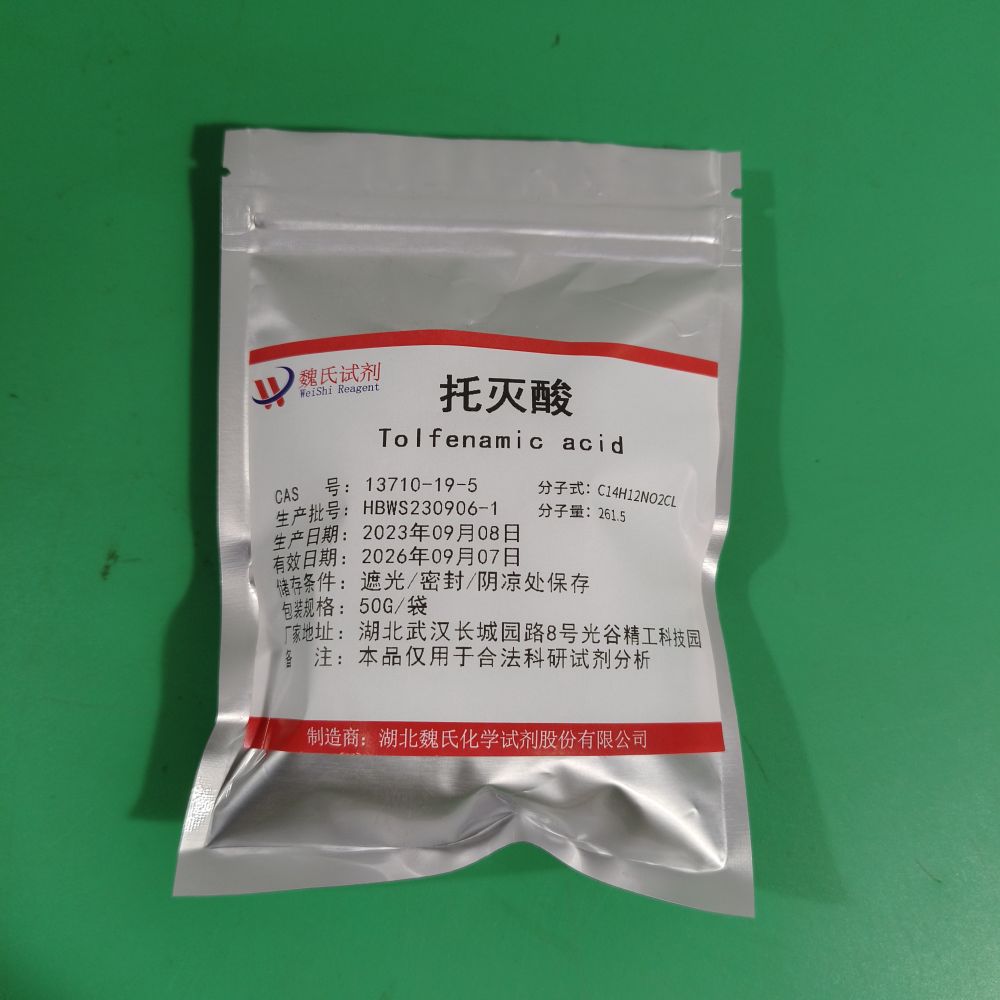 魏氏试剂
WeiShi Reagent
托灭酸
Tolfenamic acid
CAS 号：13710-19-5
分子式：C14H12NO2CL
生产批号：HBWS230906-1
分子量：261.5
生产日期：2023年09月08日
有效日期：2026年09月07日
储存条件：遮光/密封/阴凉处保存
包装规格：50G/袋
厂家地址：湖北武汉长城园路8号光谷精工科技园
备 注：本品仅用于合法科研试剂分析
制造商：湖北魏氏化学试剂股份有限公司